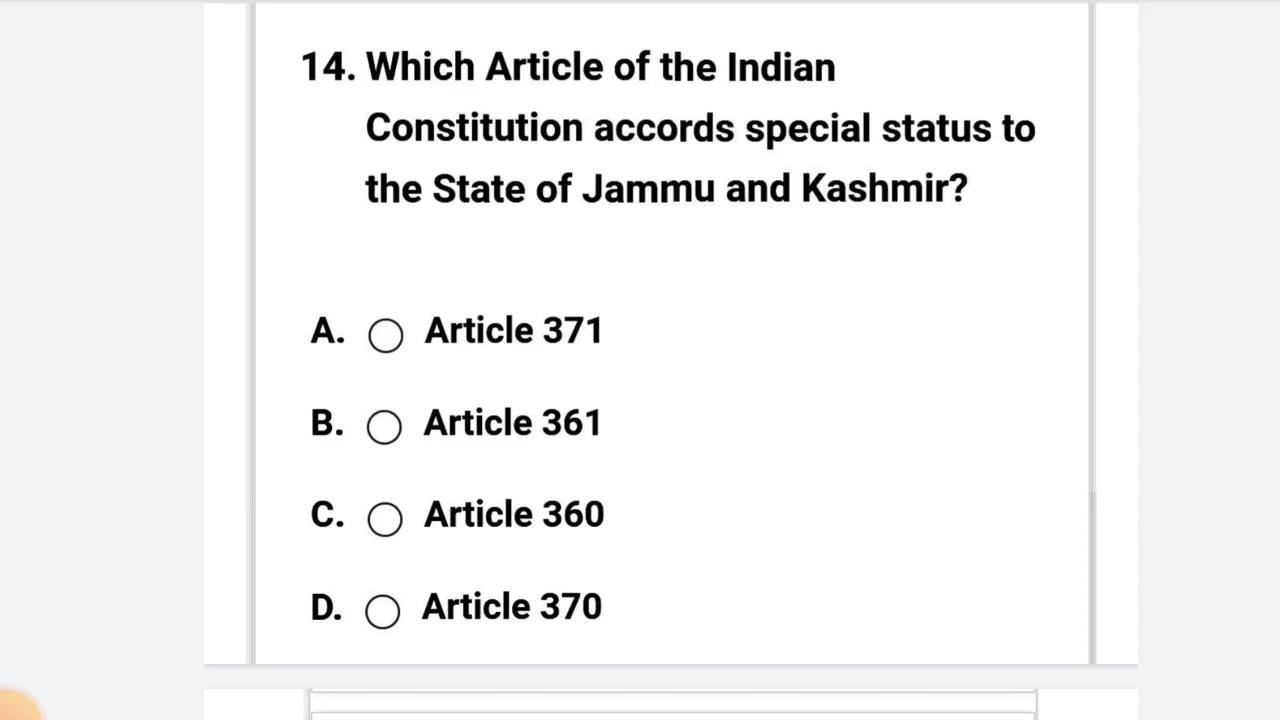 14. Which Article of the Indian
Constitution accords special status to
the State of Jammu and Kashmir?
A. Article 371
B. Article 361
C. Article 360
D. Article 370